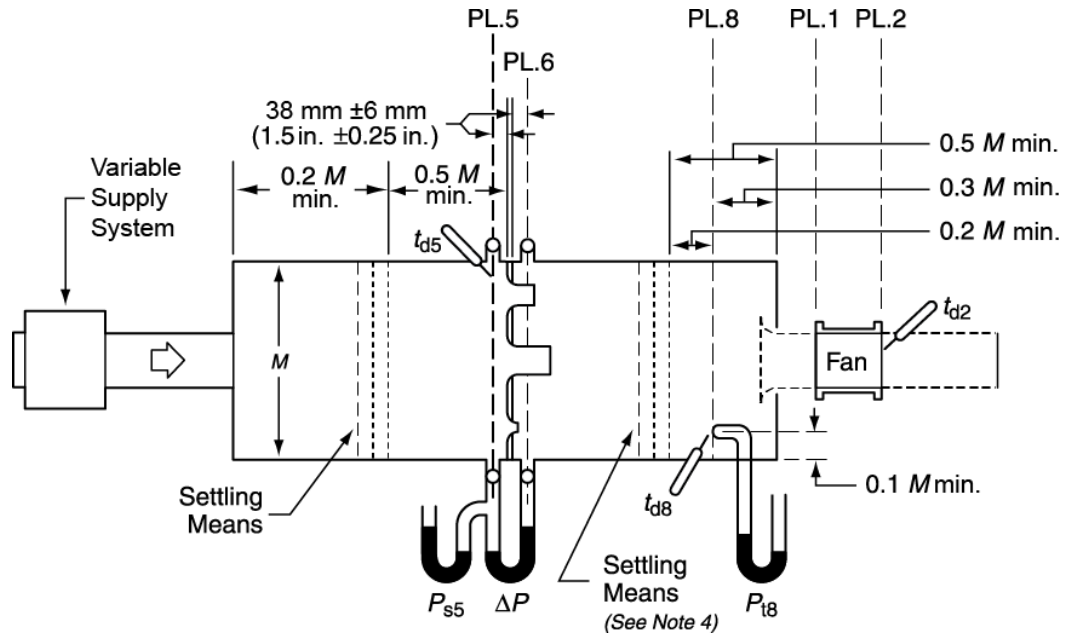 PL.5
PL.8
PL.1
PL.2
PL.6
38 mm ±6 mm
(1.5 in. ±0.25 in.)
Variable
Supply
System
0.2 M
min.
0.5 M
min.
0.5 M min.
0.3 M min.
0.2 M min.
td5
td2
M
Fan
Settling
Means
td8
0.1 M min.
Settling
Means
(See Note 4)
Ps5
ΔP
Pt8